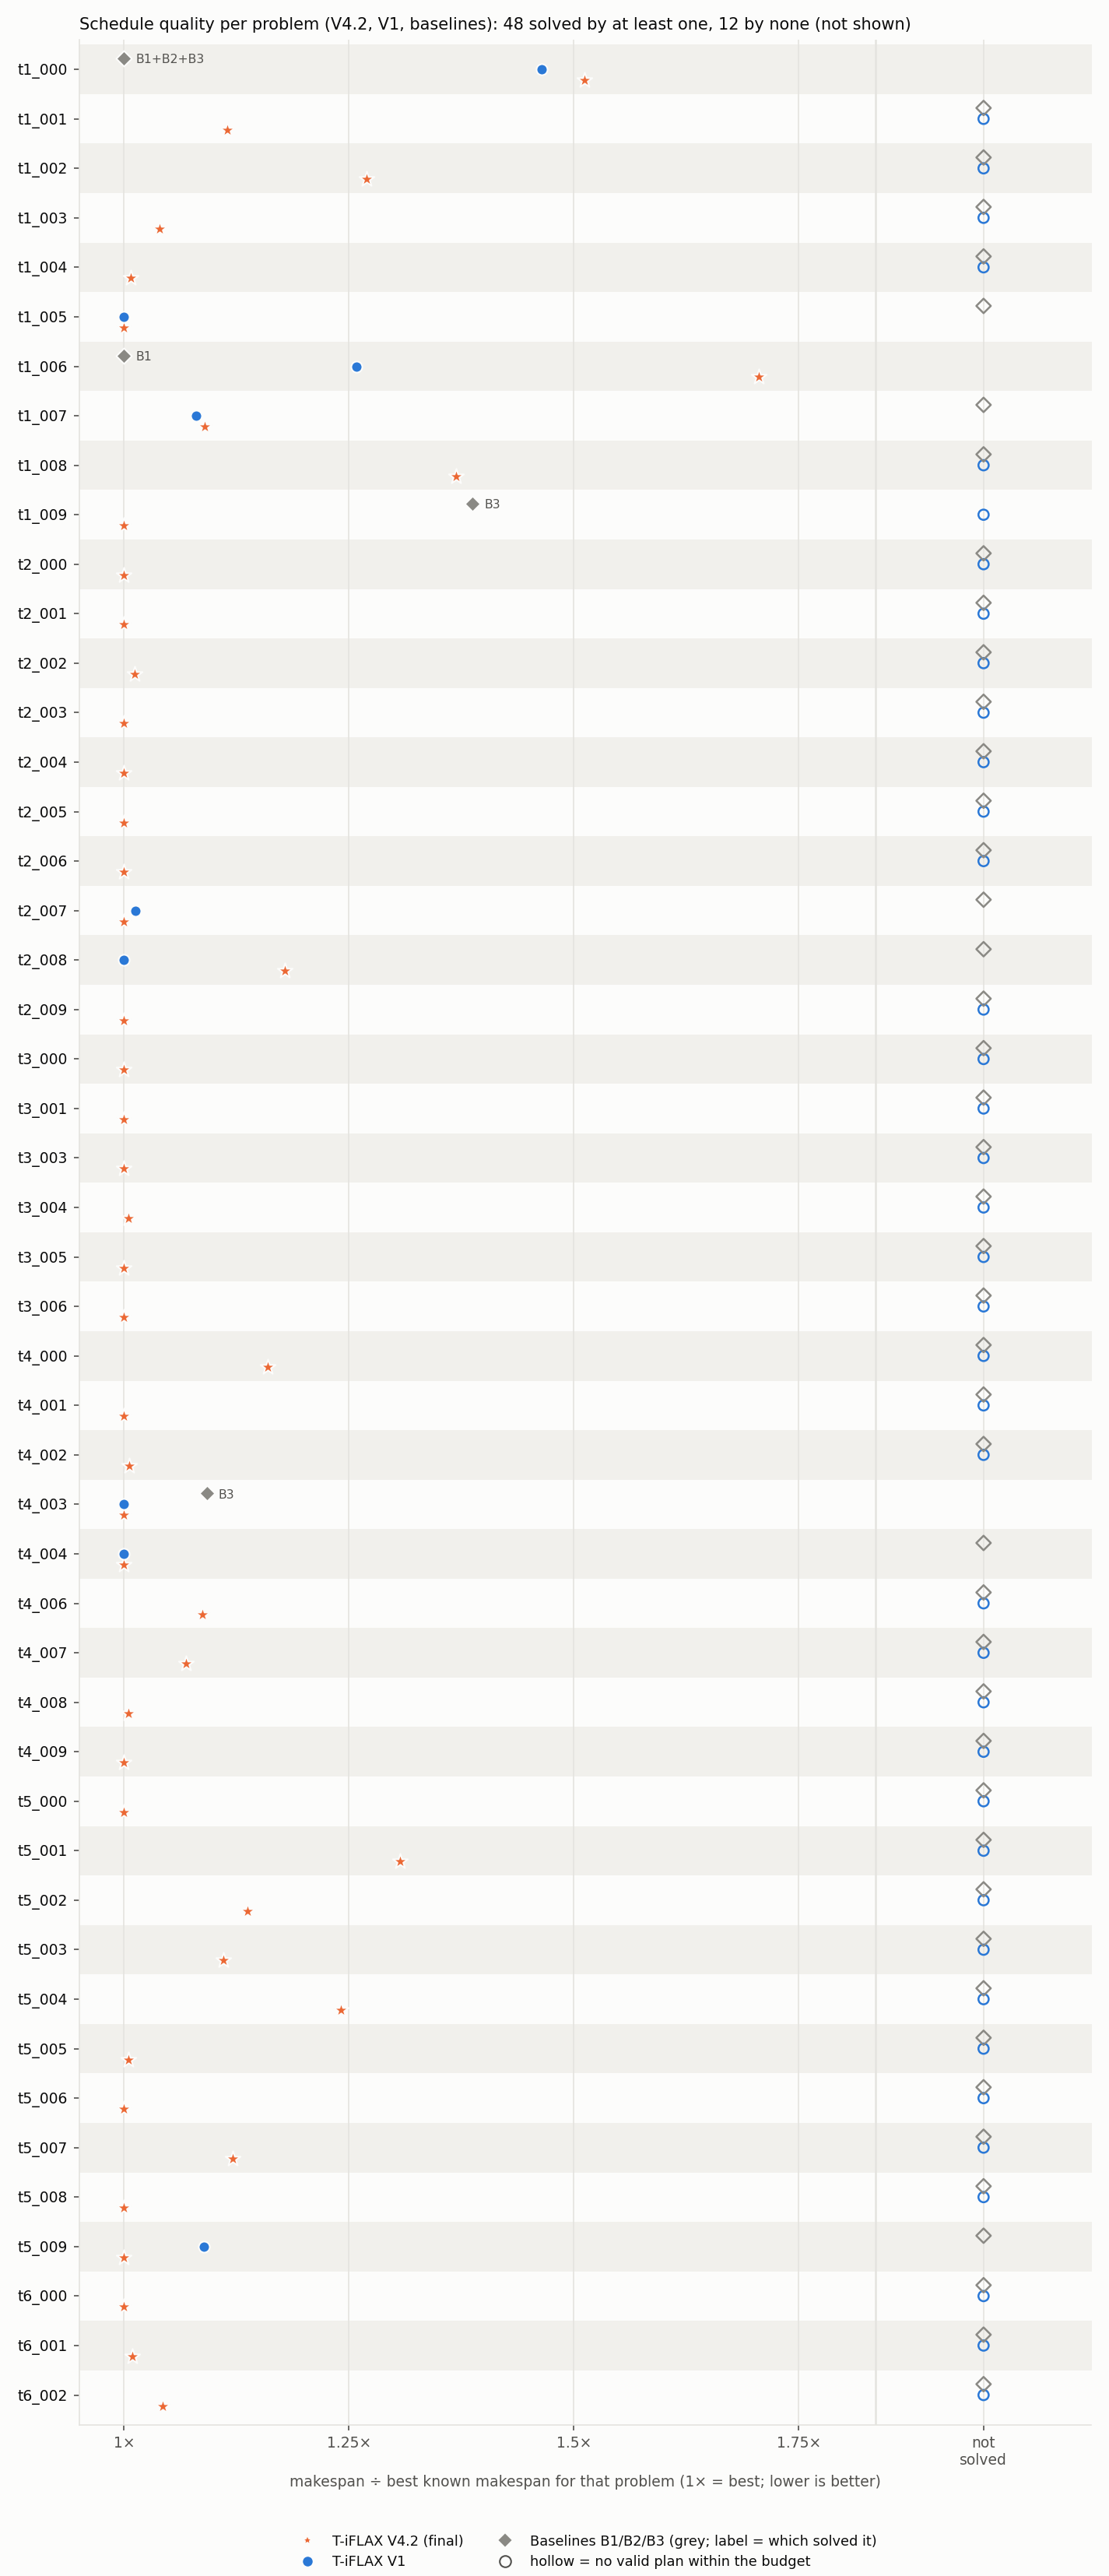 Schedule quality per problem (V4.2, V1, baselines): 48 solved by at least one, 12 by none (not shown)
t1_000
B1+B2+B3
t1_001
t1_002
t1_003
t1_004
t1_005
t1_006
B1
t1_007
t1_008
t1_009
B3
t2_000
t2_001
t2_002
t2_003
t2_004
t2_005
t2_006
t2_007
t2_008
t2_009
t3_000
t3_001
t3_003
t3_004
t3_005
t3_006
t4_000
t4_001
t4_002
t4_003
B3
t4_004
t4_006
t4_007
t4_008
t4_009
t5_000
t5_001
t5_002
t5_003
t5_004
t5_005
t5_006
t5_007
t5_008
t5_009
t6_000
t6_001
t6_002
1× 1.25× 1.5× 1.75× not
solved
makespan ÷ best known makespan for that problem (1× = best; lower is better)
T-iFLAX V4.2 (final)
T-iFLAX V1
Baselines B1/B2/B3 (grey; label = which solved it)
hollow = no valid plan within the budget